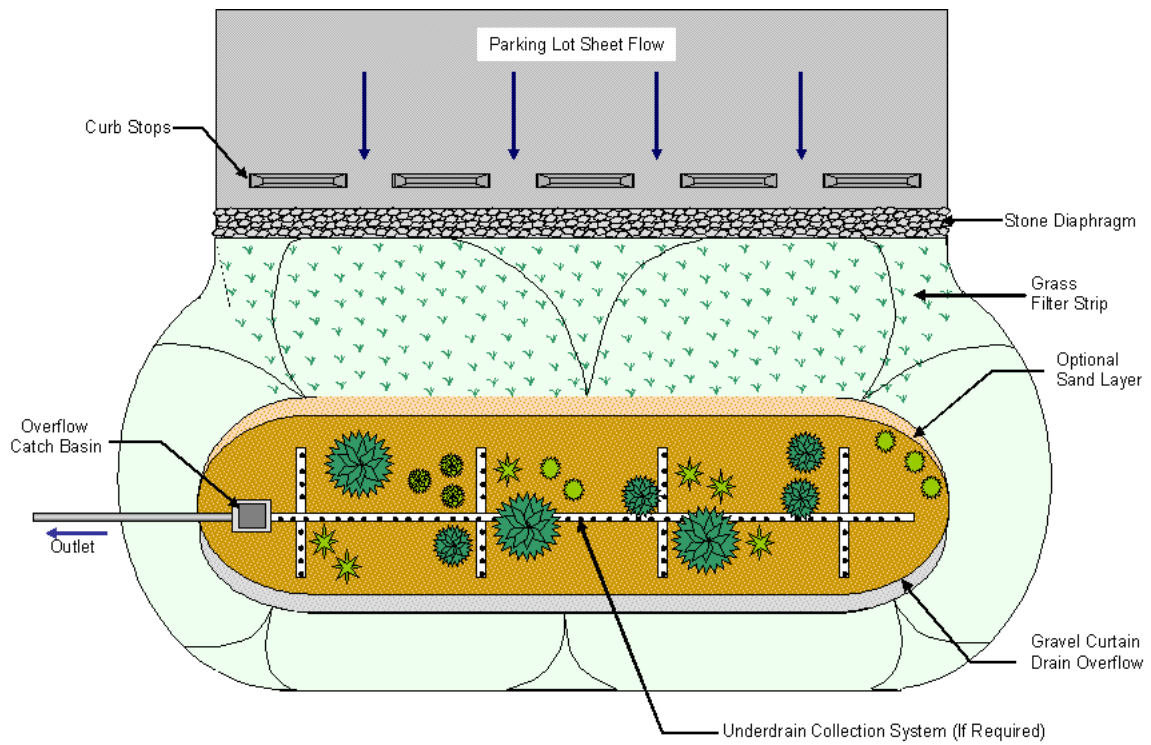 Parking Lot Sheet Flow
Curb Stops
Stone Diaphragm
Grass
Filter Strip
Optional
Sand Layer
Overflow
Catch Basin
Outlet
Gravel Curtain
Drain Overflow
Underdrain Collection System (If Required)